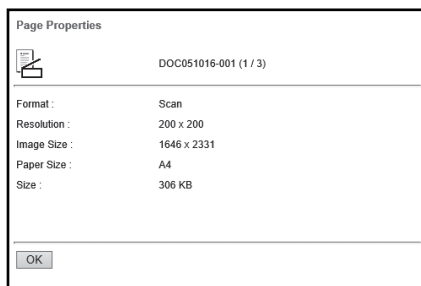 Page Properties
DOC051016-001 (1 / 3)
Format : Scan
Resolution : 200 x 200
Image Size : 1646 x 2331
Paper Size : A4
Size : 306 KB
OK